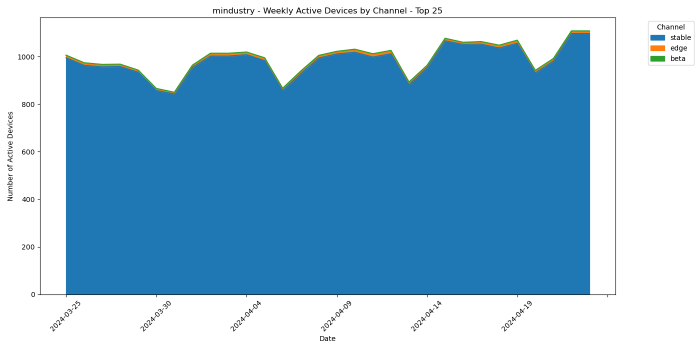 mindustry - Weekly Active Devices by Channel - Top 25
Channel
stable
edge
beta
Number of Active Devices
1000
800
600
400
200
0
2024-03-25
2024-03-30
2024-04-04
2024-04-09
2024-04-14
2024-04-19
Date